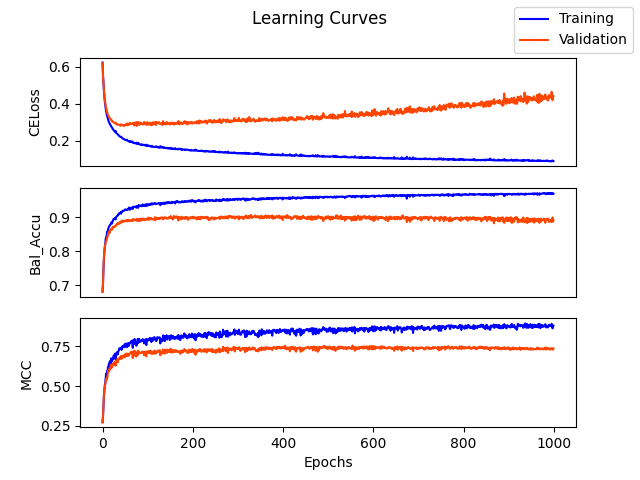 Learning Curves
Training
Validation
CELoss
0.6
0.4
0.2
Bal_Accu
0.9
0.8
0.7
MCC
0.75
0.50
0.25
0 200 400 600 800 1000
Epochs